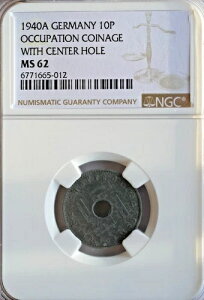 1940A GERMANY 10P
OCCUPATION COINAGE
WITH CENTER HOLE
MS 62
6771665-012
NUMISMATIC GUARANTY COMPANY
NGC